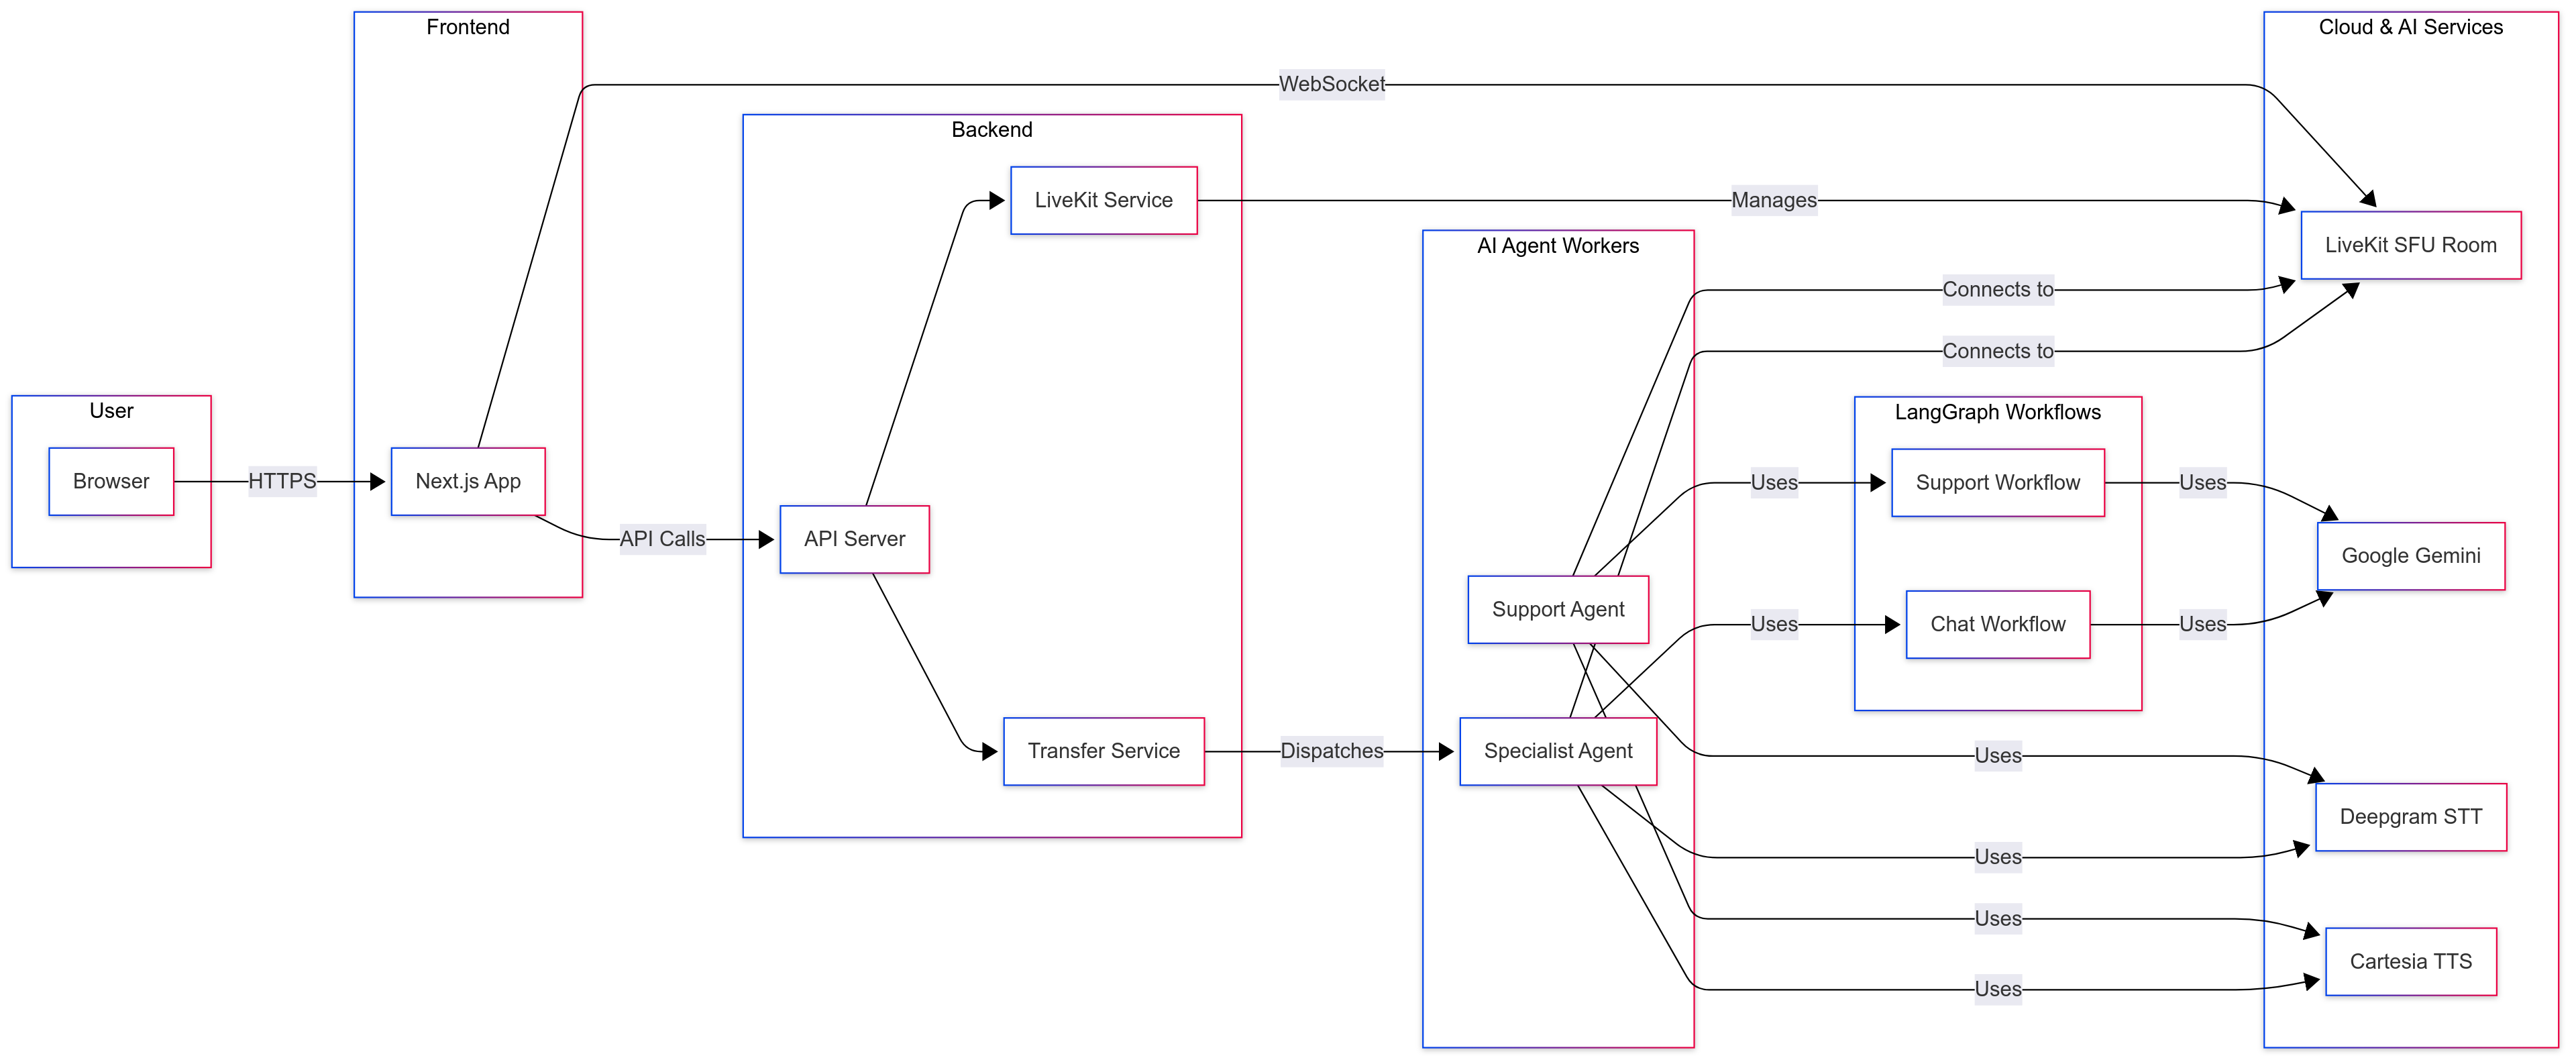 Frontend
Cloud & AI Services
WebSocket
Backend
LiveKit Service
Manages
AI Agent Workers
LiveKit SFU Room
Connects to
Connects to
User
LangGraph Workflows
Browser
HTTPS
Next.js App
Uses
Support Workflow
Uses
API Calls
API Server
Google Gemini
Support Agent
Uses
Chat Workflow
Uses
Transfer Service
Dispatches
Specialist Agent
Uses
Deepgram STT
Uses
Uses
Cartesia TTS
Uses